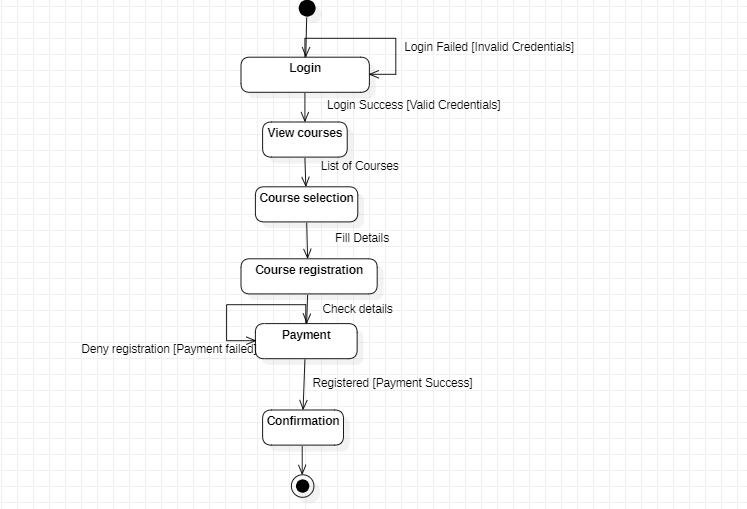 Login Failed [Invalid Credentials]
Login
Login Success [Valid Credentials]
View courses
List of Courses
Course selection
Fill Details
Course registration
Check details
Payment
Deny registration [Payment failed]
Registered [Payment Success]
Confirmation